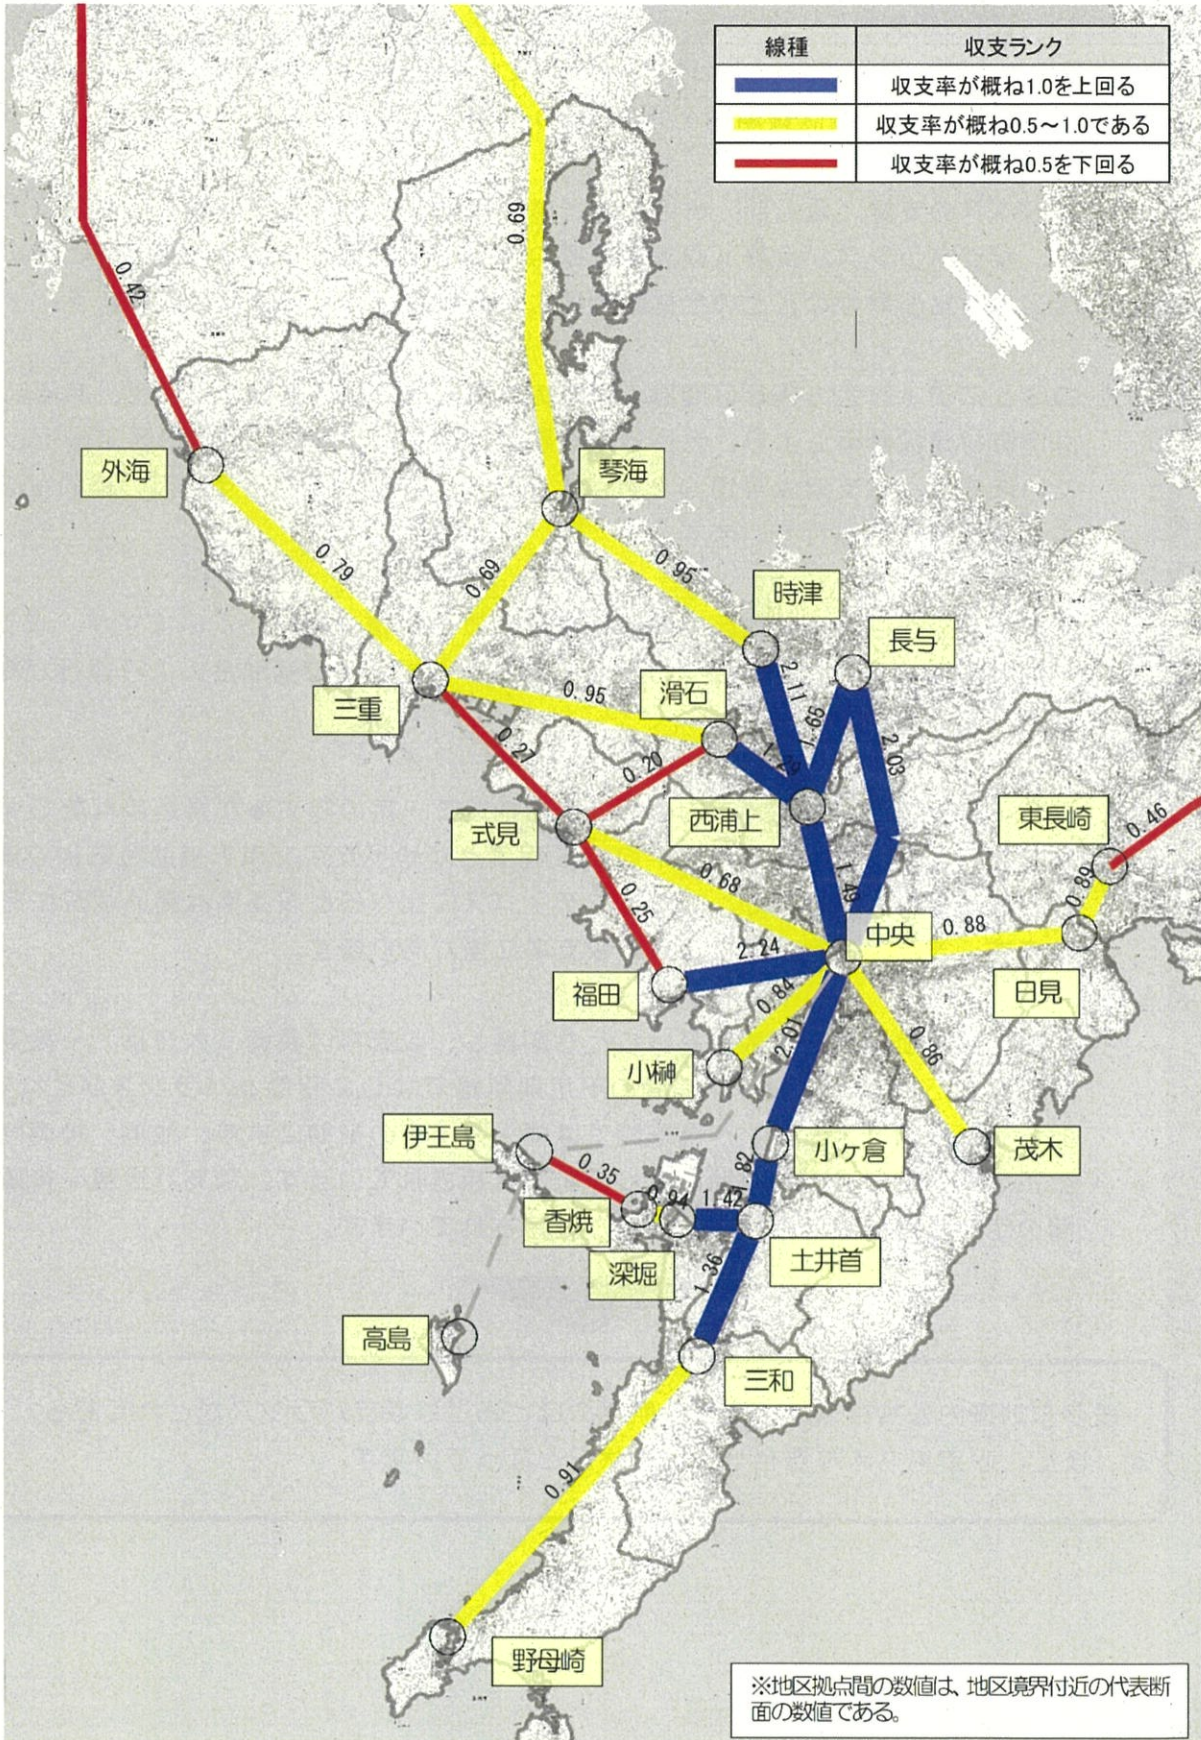 線種 収支ランク
収支率が概ね1.0を上回る
収支率が概ね0.5～1.0である
収支率が概ね0.5を下回る
0.69
0.42
外海
琴海
0.79
0.69
0.95
時津
長与
三重
0.95
滑石
2.11
1.65
2.03
0.27
0.20
西浦上
式見
東長崎
0.46
0.68
1.49
0.89
0.25
中央
0.88
2.24
福田
日見
0.84
2.01
0.86
小榊
伊王島
小ヶ倉
茂木
0.35
1.82
香焼
0.94
1.42
深堀
土井首
1.36
高島
三和
0.91
野母崎
※地区拠点間の数値は、地区境界付近の代表断
面の数値である。